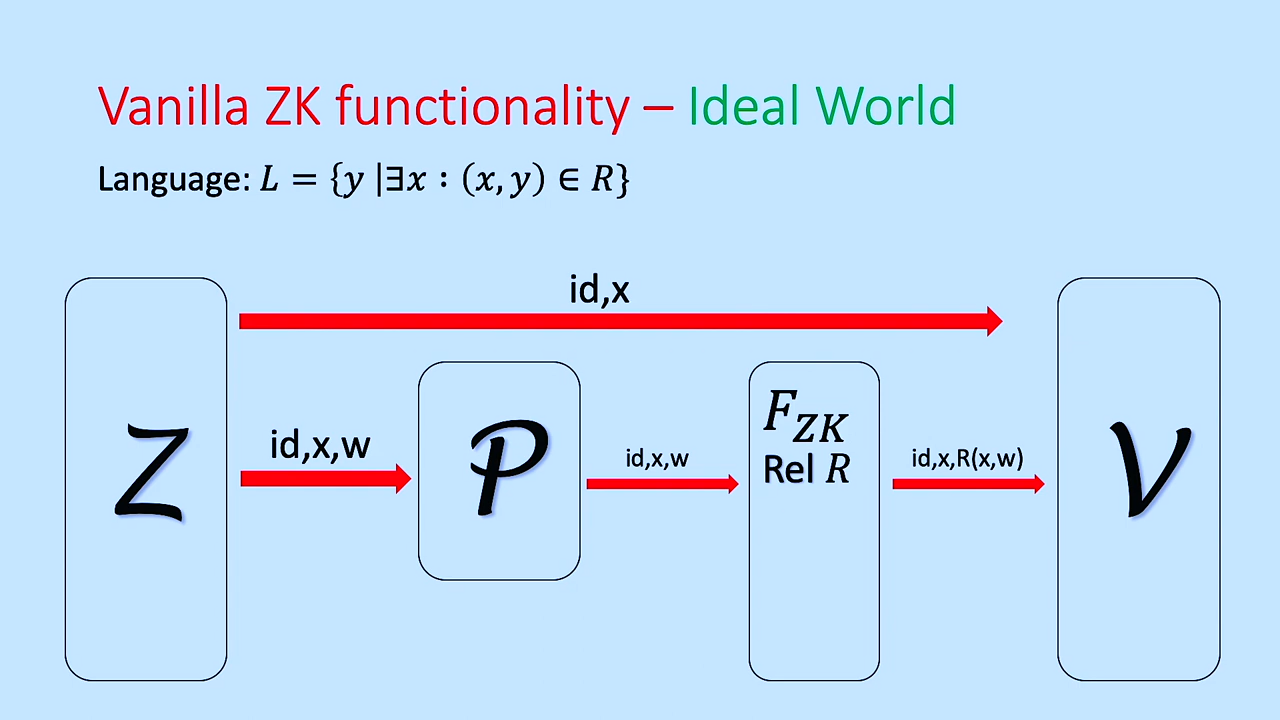 Vanilla ZK functionality – Ideal World
Language: L = {y |∃x : (x, y) ∈ R}
id,x
Z
id,x,w
P
id,x,w
F_ZK
Rel R
id,x,R(x,w)
V